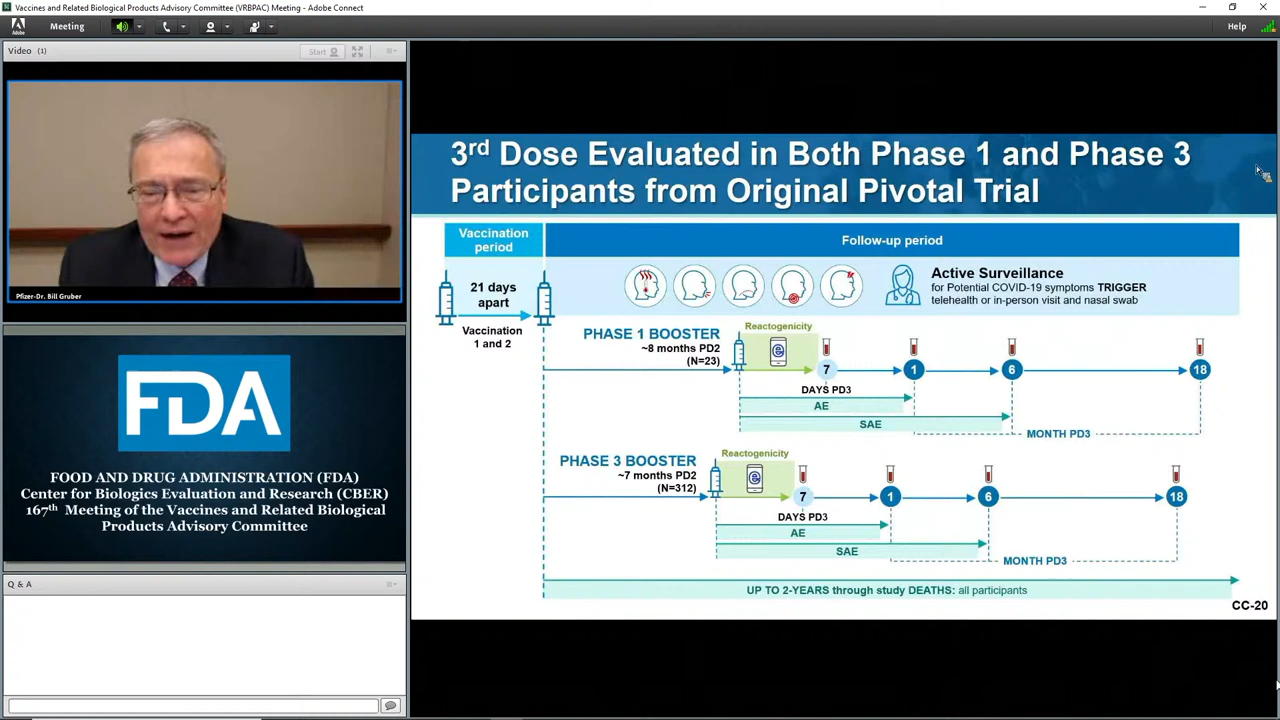 Vaccines and Related Biological Products Advisory Committee (VRBPAC) Meeting - Adobe Connect
Adobe
Meeting
Help
Video (1)
Start
Pfizer-Dr. Bill Gruber
FDA
FOOD AND DRUG ADMINISTRATION (FDA)
Center for Biologics Evaluation and Research (CBER)
167th Meeting of the Vaccines and Related Biological
Products Advisory Committee
Q & A
3rd Dose Evaluated in Both Phase 1 and Phase 3
Participants from Original Pivotal Trial
Vaccination
period
Follow-up period
21 days
apart
Vaccination
1 and 2
Active Surveillance
for Potential COVID-19 symptoms TRIGGER
telehealth or in-person visit and nasal swab
PHASE 1 BOOSTER
~8 months PD2
(N=23)
Reactogenicity
7
1
6
18
DAYS PD3
AE
SAE
MONTH PD3
PHASE 3 BOOSTER
~7 months PD2
(N=312)
Reactogenicity
7
1
6
18
DAYS PD3
AE
SAE
MONTH PD3
UP TO 2-YEARS through study DEATHS: all participants
CC-20